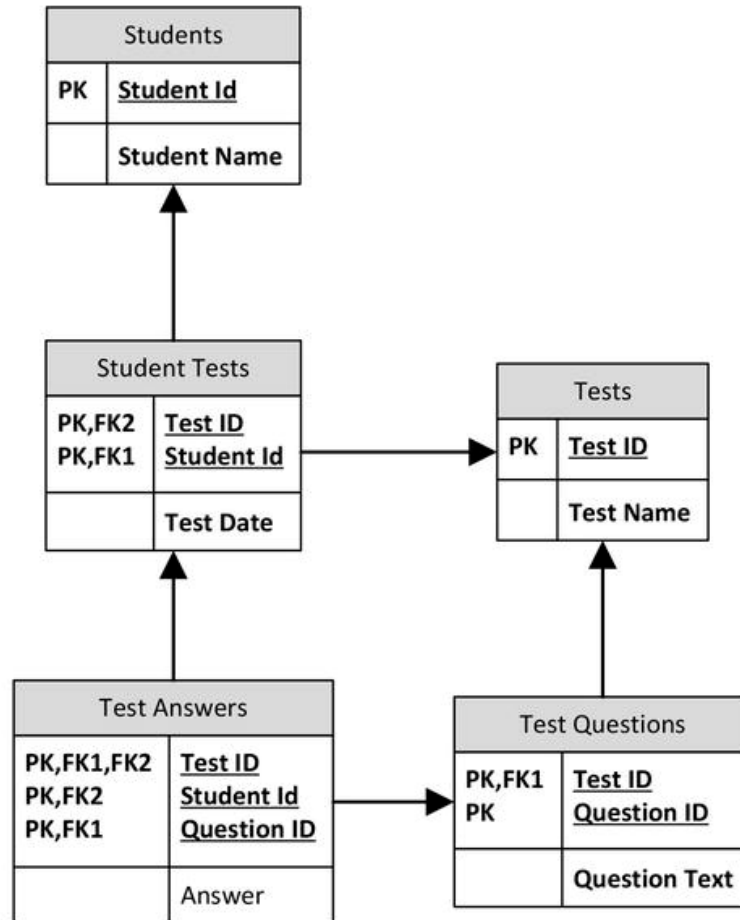 Students
PK Student Id
Student Name
Student Tests
PK,FK2 Test ID
PK,FK1 Student Id
Test Date
Tests
PK Test ID
Test Name
Test Answers
PK,FK1,FK2 Test ID
PK,FK2 Student Id
PK,FK1 Question ID
Answer
Test Questions
PK,FK1 Test ID
PK Question ID
Question Text